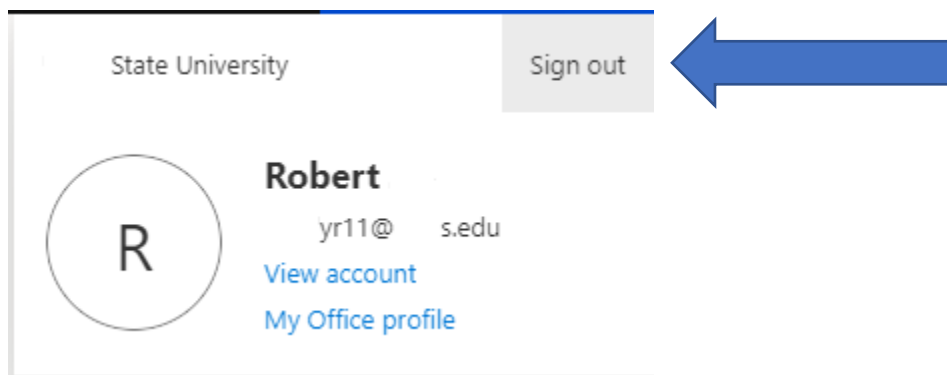 State University
Sign out
R
Robert
yr11@ s.edu
View account
My Office profile